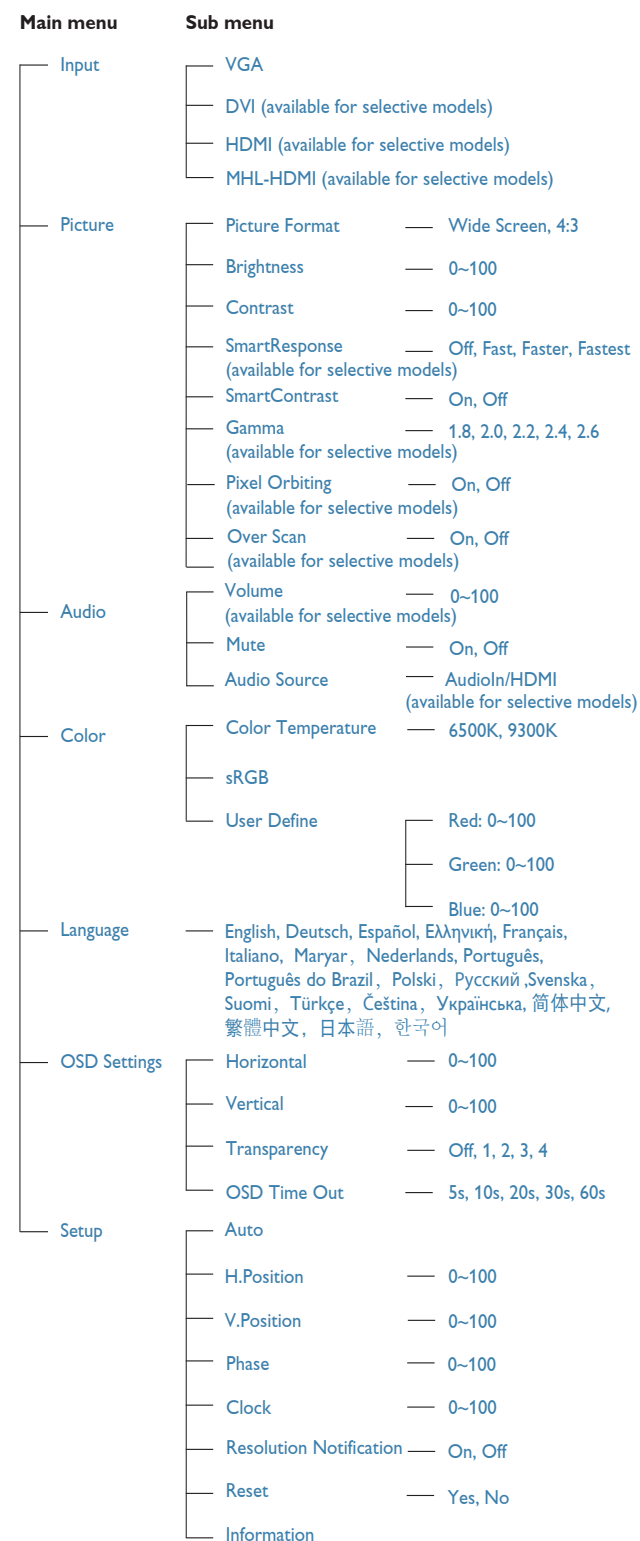 Main menu Sub menu
Input VGA
DVI (available for selective models)
HDMI (available for selective models)
MHL-HDMI (available for selective models)
Picture Picture Format Wide Screen, 4:3
Brightness 0~100
Contrast 0~100
SmartResponse Off, Fast, Faster, Fastest
(available for selective models)
SmartContrast On, Off
Gamma 1.8, 2.0, 2.2, 2.4, 2.6
(available for selective models)
Pixel Orbiting On, Off
(available for selective models)
Over Scan On, Off
(available for selective models)
Audio Volume 0~100
(available for selective models)
Mute On, Off
Audio Source AudioIn/HDMI
(available for selective models)
Color Color Temperature 6500K, 9300K
sRGB
User Define Red: 0~100
Green: 0~100
Blue: 0~100
Language English, Deutsch, Español, Ελληνική, Français,
Italiano, Maryar, Nederlands, Português,
Português do Brazil, Polski, Русский ,Svenska,
Suomi, Türkçe, Čeština, Українська, 简体中文,
繁體中文, 日本語, 한국어
OSD Settings Horizontal 0~100
Vertical 0~100
Transparency Off, 1, 2, 3, 4
OSD Time Out 5s, 10s, 20s, 30s, 60s
Setup Auto
H.Position 0~100
V.Position 0~100
Phase 0~100
Clock 0~100
Resolution Notification On, Off
Reset Yes, No
Information